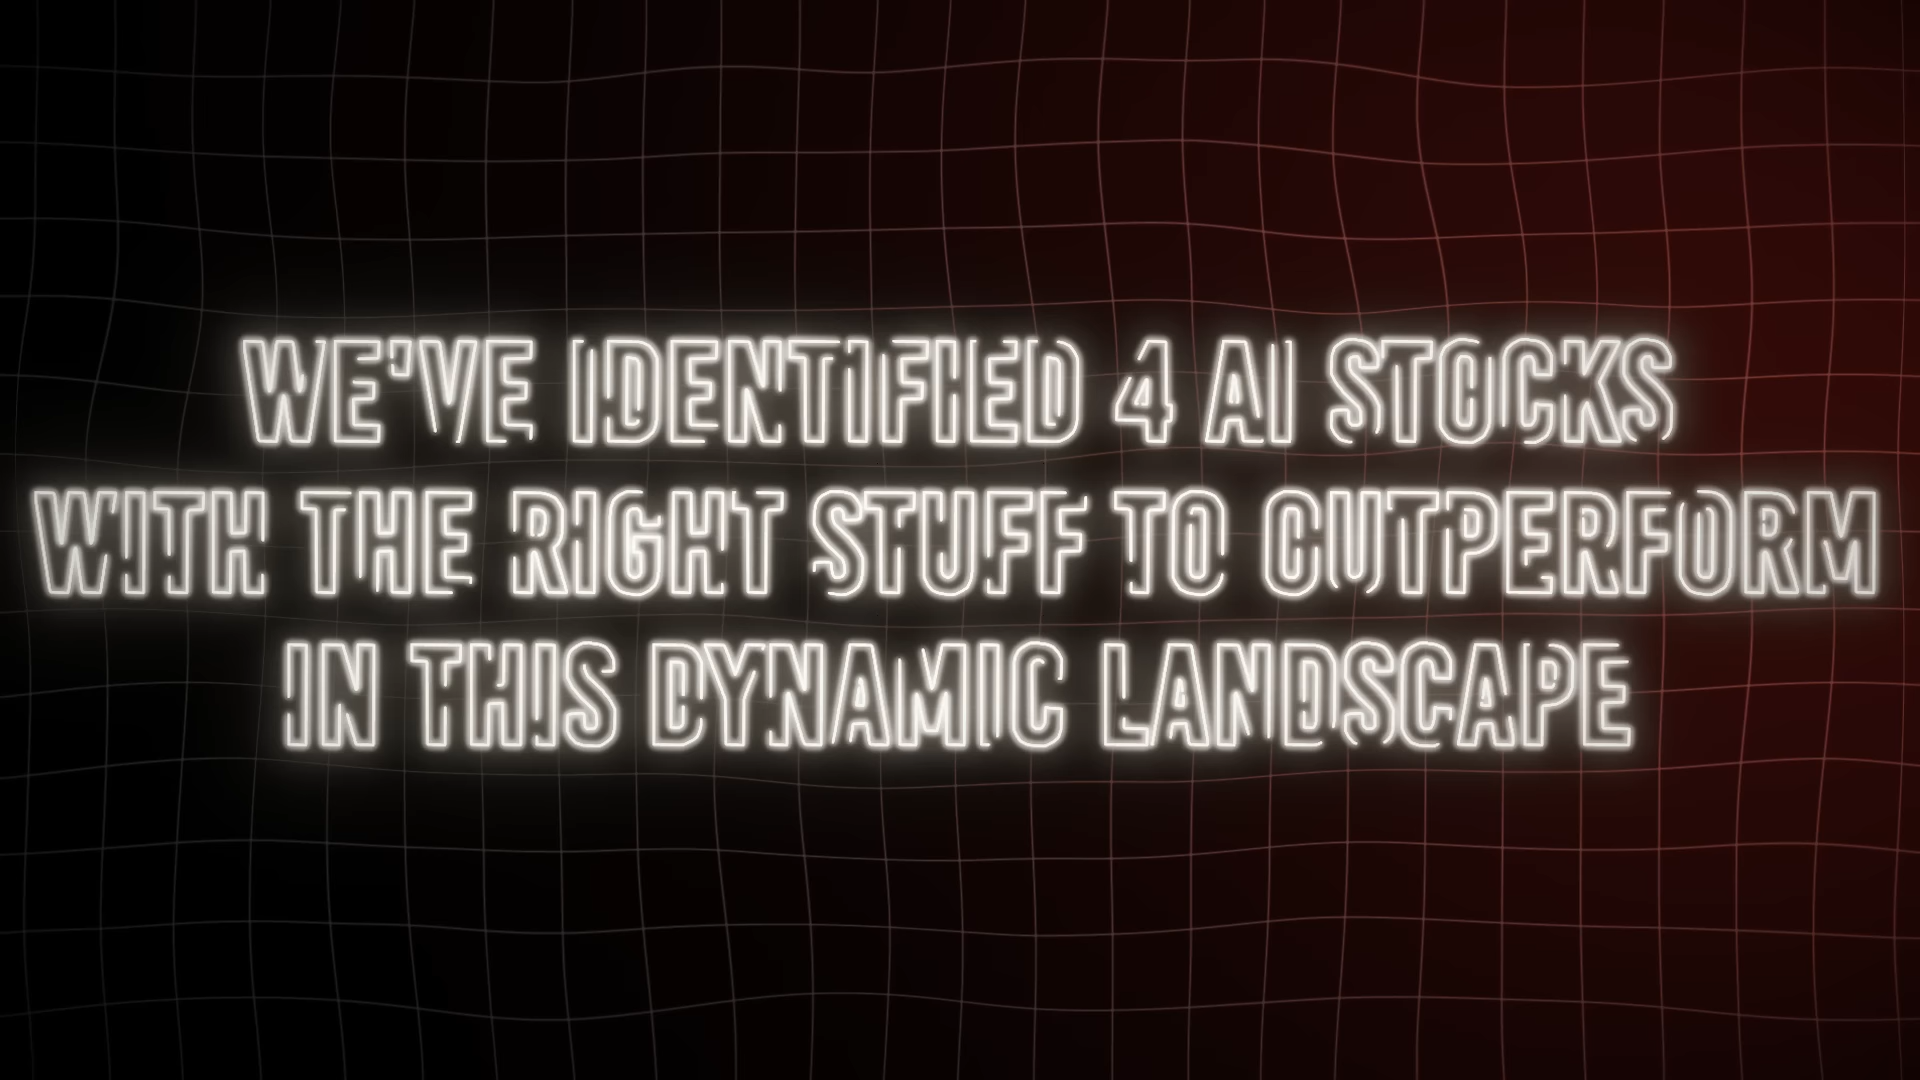 WE'VE IDENTIFIED 4 AI STOCKS
WITH THE RIGHT STUFF TO OUTPERFORM
IN THIS DYNAMIC LANDSCAPE